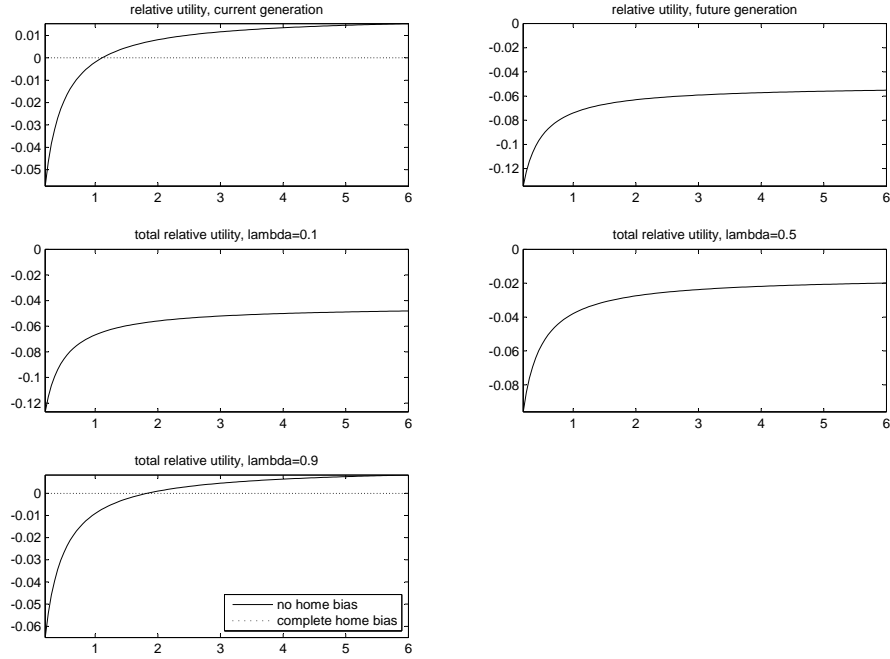 relative utility, current generation
0.01
0
-0.01
-0.02
-0.03
-0.04
-0.05
1 2 3 4 5 6
relative utility, future generation
0
-0.02
-0.04
-0.06
-0.08
-0.1
-0.12
1 2 3 4 5 6
total relative utility, lambda=0.1
0
-0.02
-0.04
-0.06
-0.08
-0.1
-0.12
1 2 3 4 5 6
total relative utility, lambda=0.5
0
-0.02
-0.04
-0.06
-0.08
1 2 3 4 5 6
total relative utility, lambda=0.9
0
-0.01
-0.02
-0.03
-0.04
-0.05
-0.06
no home bias
complete home bias
1 2 3 4 5 6